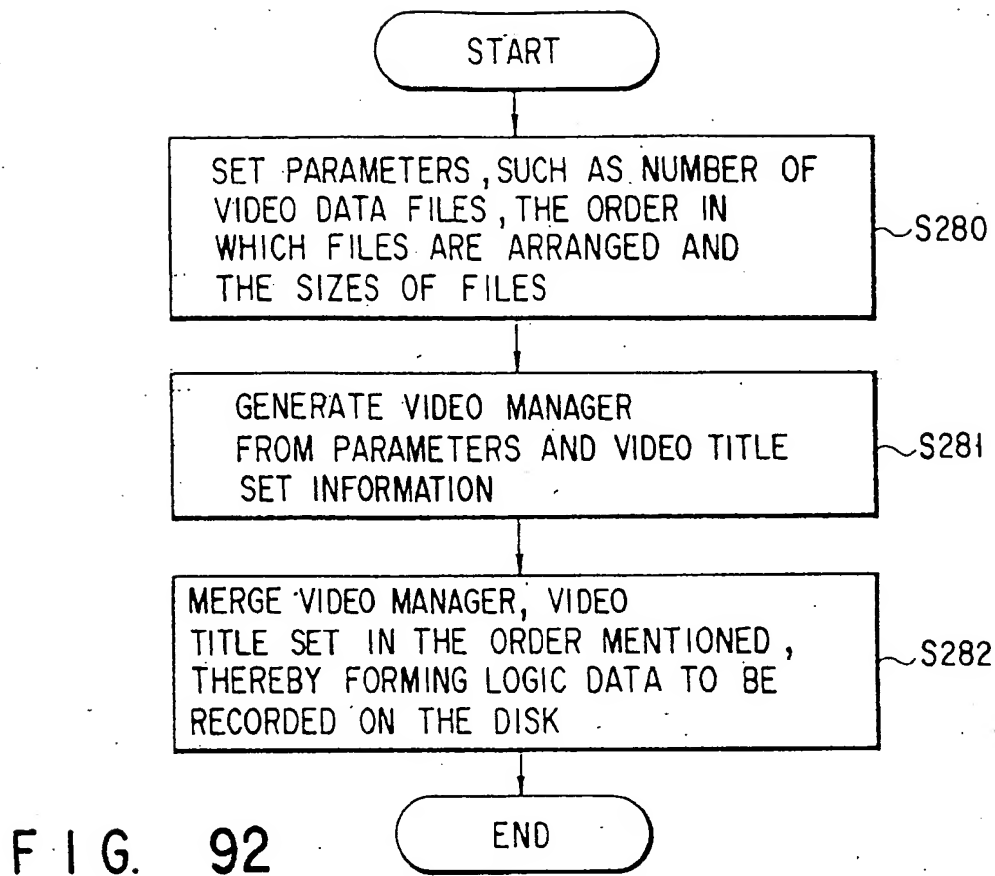 START
SET PARAMETERS, SUCH AS NUMBER OF
VIDEO DATA FILES, THE ORDER IN
WHICH FILES ARE ARRANGED AND
THE SIZES OF FILES
S280
GENERATE VIDEO MANAGER
FROM PARAMETERS AND VIDEO TITLE
SET INFORMATION
S281
MERGE VIDEO MANAGER, VIDEO
TITLE SET IN THE ORDER MENTIONED,
THEREBY FORMING LOGIC DATA TO BE
RECORDED ON THE DISK
S282
END
FIG. 92